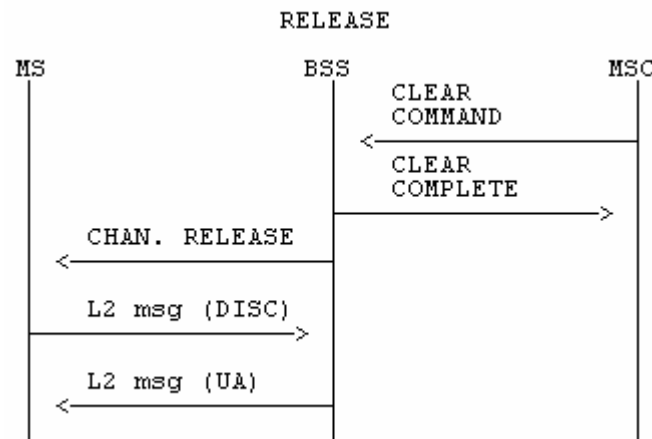 RELEASE
MS BSS MSC
CLEAR
COMMAND
CLEAR
COMPLETE
CHAN. RELEASE
L2 msg (DISC)
L2 msg (UA)